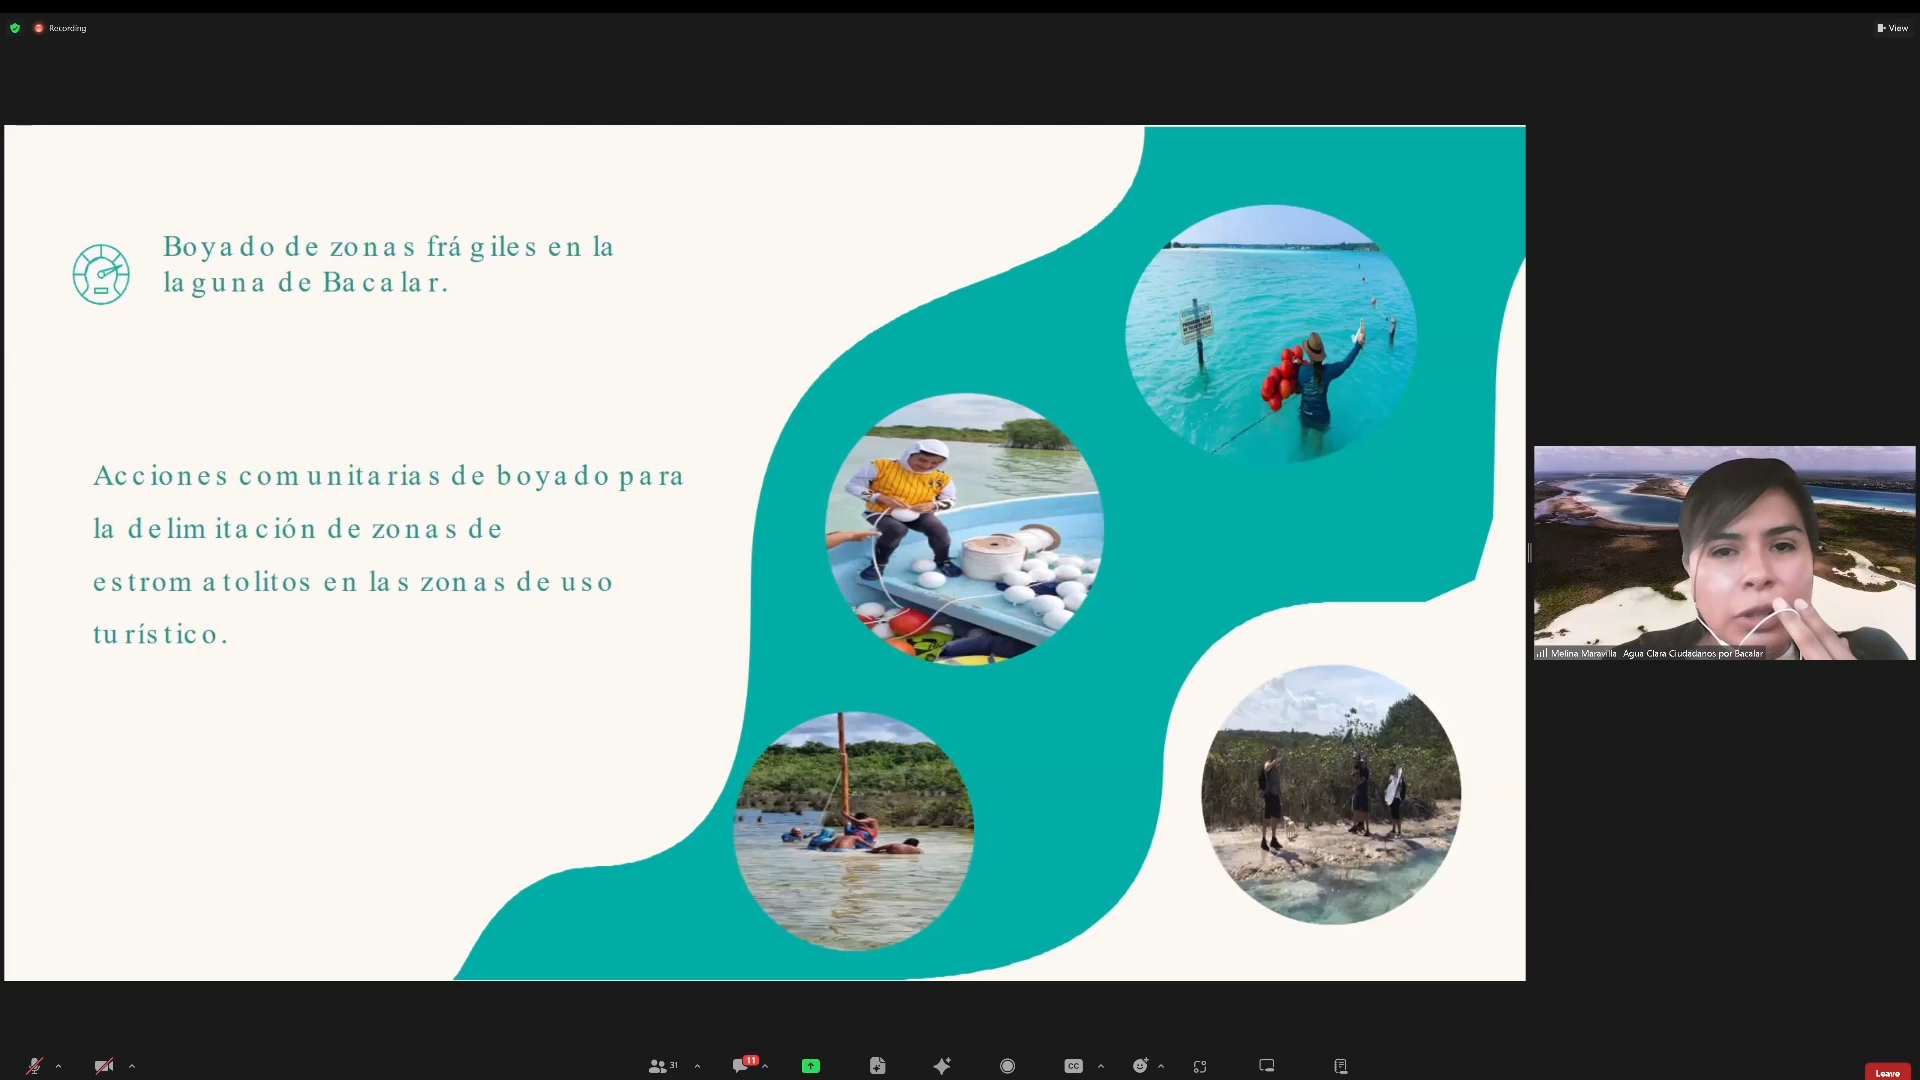 Recording
View
Boyado de zonas frágiles en la
laguna de Bacalar.
Acciones comunitarias de boyado para
la delimitación de zonas de
estromatolitos en las zonas de uso
turístico.
Melina Maravilla Agua Clara Ciudadanos por Bacalar
31
11
CC
Leave